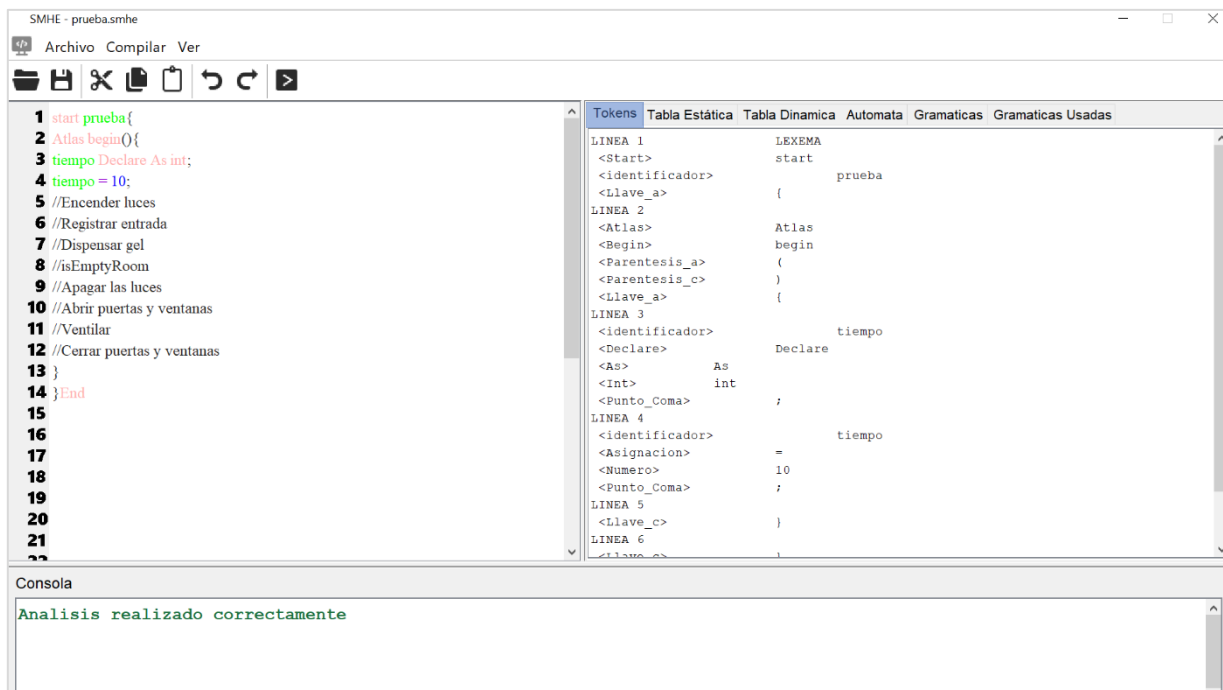 SMHE - prueba.smhe
Archivo Compilar Ver
1 start prueba{
2 Atlas begin(){
3 tiempo Declare As int;
4 tiempo = 10;
5 //Encender luces
6 //Registrar entrada
7 //Dispensar gel
8 //isEmptyRoom
9 //Apagar las luces
10 //Abrir puertas y ventanas
11 //Ventilar
12 //Cerrar puertas y ventanas
13 }
14 }End
15
16
17
18
19
20
21
22
Tokens Tabla Estática Tabla Dinamica Automata Gramaticas Gramaticas Usadas
LINEA 1 LEXEMA
<Start> start
<identificador> prueba
<Llave_a> {
LINEA 2
<Atlas> Atlas
<Begin> begin
<Parentesis_a> (
<Parentesis_c> )
<Llave_a> {
LINEA 3
<identificador> tiempo
<Declare> Declare
<As> As
<Int> int
<Punto_Coma> ;
LINEA 4
<identificador> tiempo
<Asignacion> =
<Numero> 10
<Punto_Coma> ;
LINEA 5
<Llave_c> }
LINEA 6
<Llave_c> }
Consola
Analisis realizado correctamente